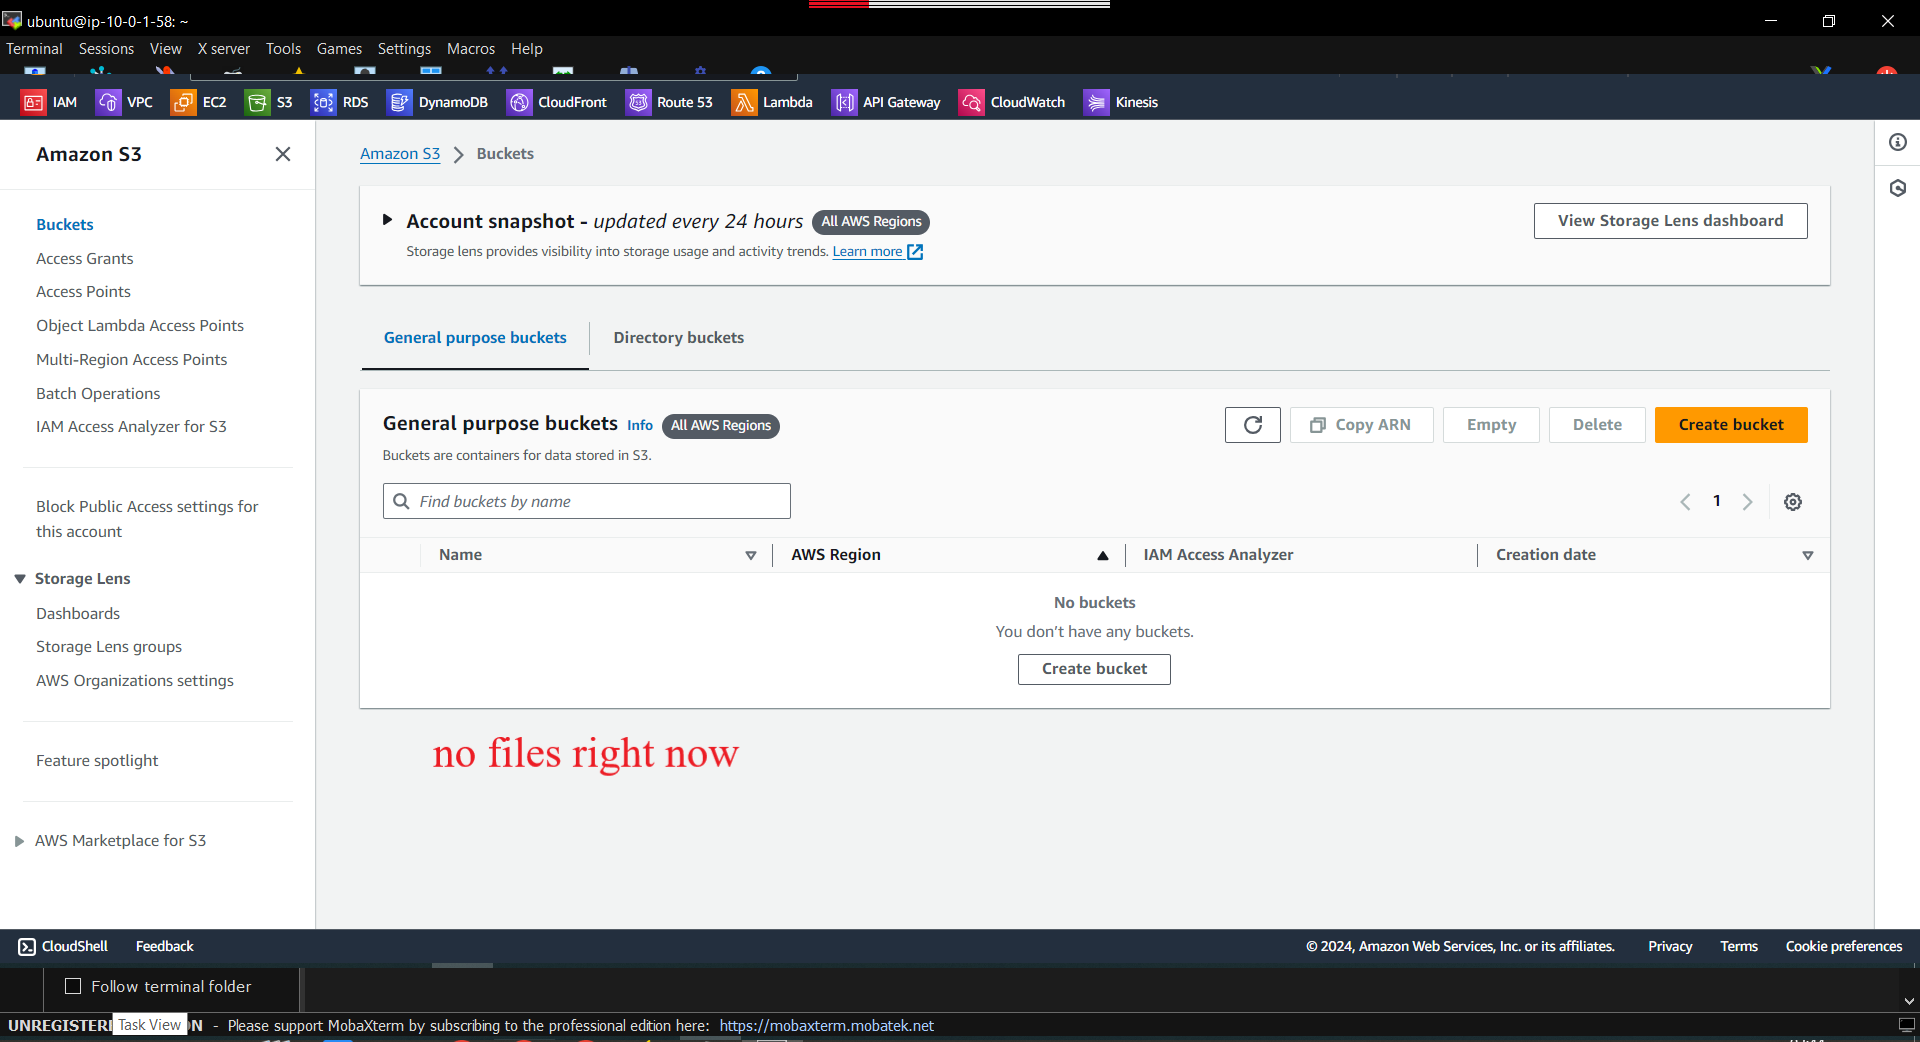 ubuntu@ip-10-0-1-58: ~
Terminal Sessions View X server Tools Games Settings Macros Help
IAM VPC EC2 S3 RDS DynamoDB CloudFront Route 53 Lambda API Gateway CloudWatch Kinesis
Amazon S3
Buckets
Access Grants
Access Points
Object Lambda Access Points
Multi-Region Access Points
Batch Operations
IAM Access Analyzer for S3
Block Public Access settings for
this account
Storage Lens
Dashboards
Storage Lens groups
AWS Organizations settings
Feature spotlight
AWS Marketplace for S3
Amazon S3 Buckets
Account snapshot - updated every 24 hours All AWS Regions
View Storage Lens dashboard
Storage lens provides visibility into storage usage and activity trends. Learn more
General purpose buckets Directory buckets
General purpose buckets Info All AWS Regions
Copy ARN Empty Delete Create bucket
Buckets are containers for data stored in S3.
Find buckets by name
1
Name AWS Region IAM Access Analyzer Creation date
No buckets
You don't have any buckets.
Create bucket
no files right now
CloudShell Feedback © 2024, Amazon Web Services, Inc. or its affiliates. Privacy Terms Cookie preferences
Follow terminal folder
Task View
- Please support MobaXterm by subscribing to the professional edition here: https://mobaxterm.mobatek.net